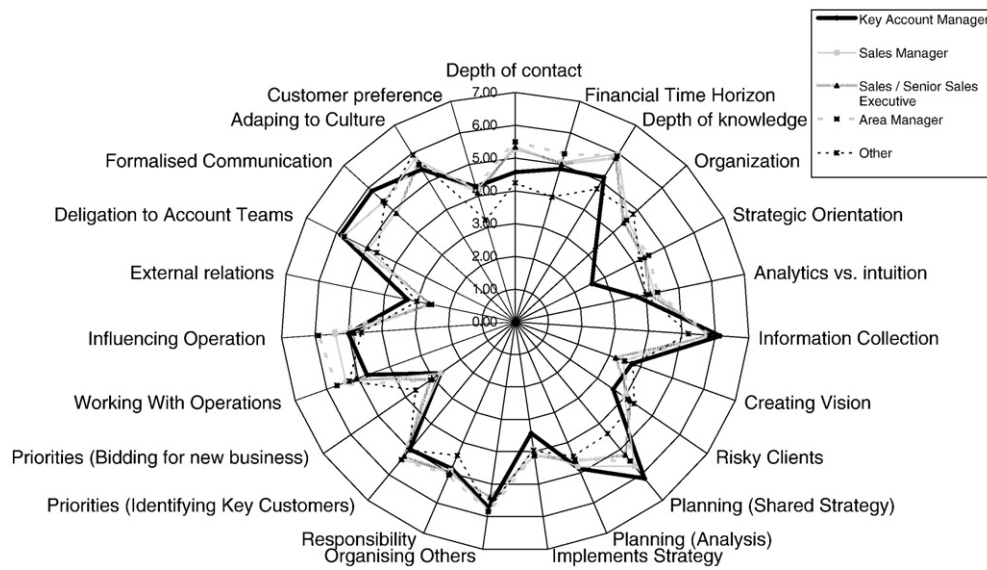 Key Account Manager
Sales Manager
Sales / Senior Sales
Executive
Area Manager
Other
Depth of contact
Customer preference
Financial Time Horizon
Adaping to Culture
Depth of knowledge
Formalised Communication
Organization
Deligation to Account Teams
Strategic Orientation
External relations
Analytics vs. intuition
Influencing Operation
Information Collection
Working With Operations
Creating Vision
Priorities (Bidding for new business)
Risky Clients
Priorities (Identifying Key Customers)
Planning (Shared Strategy)
Responsibility
Planning (Analysis)
Organising Others
Implements Strategy
7.00
6.00
5.00
4.00
3.00
2.00
1.00
0.00